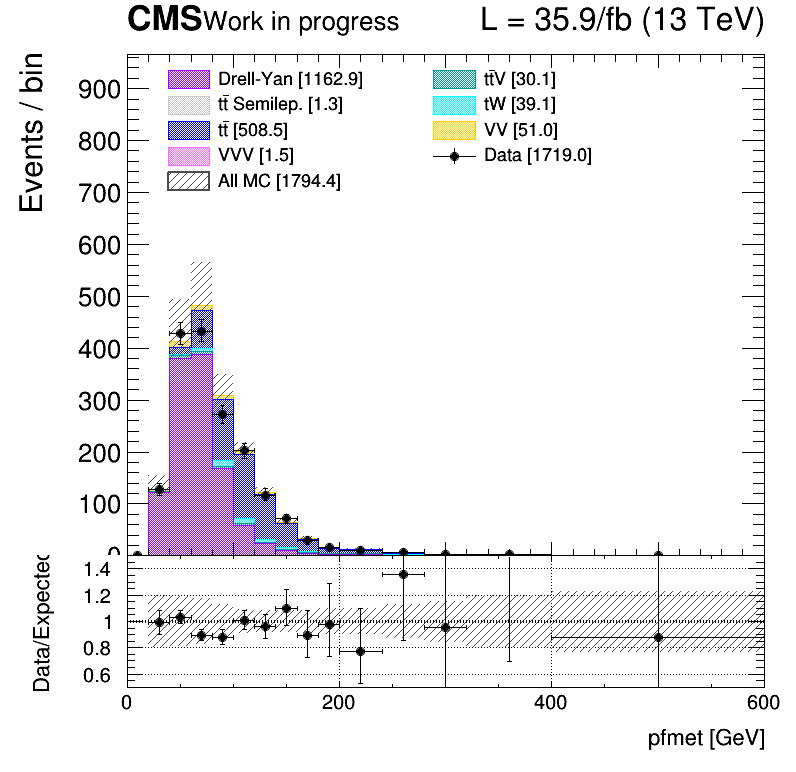 CMS Work in progress L = 35.9/fb (13 TeV)
Events / bin
900
800
700
600
500
400
300
200
100
0
Drell-Yan [1162.9]
tt̄ Semilep. [1.3]
tt̄ [508.5]
VVV [1.5]
All MC [1794.4]
tt̄V [30.1]
tW [39.1]
VV [51.0]
Data [1719.0]
Data/Expected
1.4
1.2
1
0.8
0.6
0 200 400 600
pfmet [GeV]